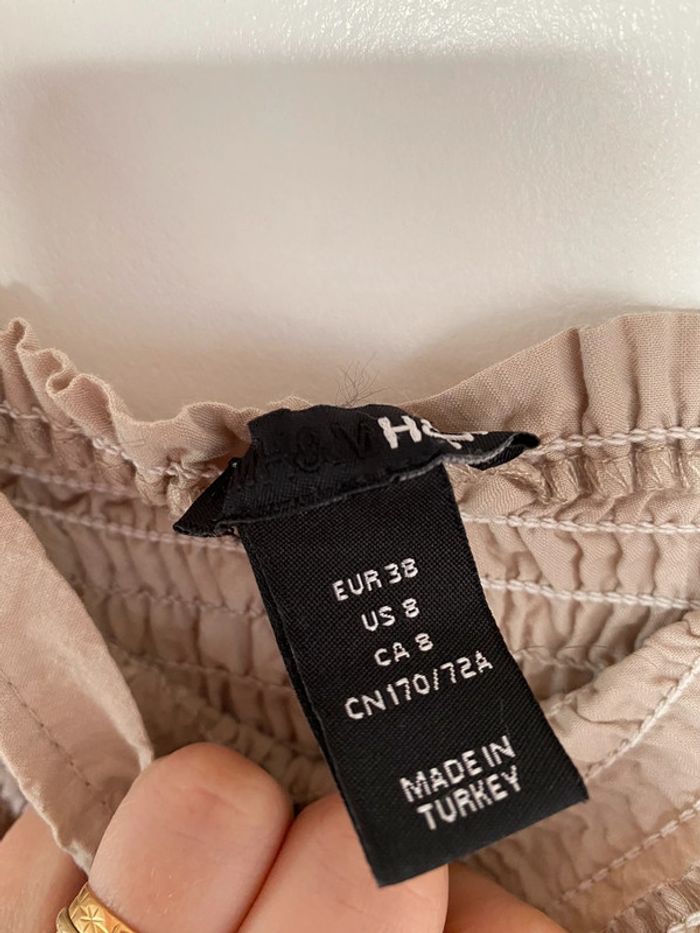 H&M
EUR 38
US 8
CA 8
CN170/72A
MADE IN
TURKEY